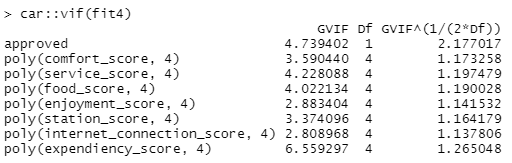 > car::vif(fit4)
GVIF Df GVIF^(1/(2*Df))
approved 4.739402 1 2.177017
poly(comfort_score, 4) 3.590440 4 1.173258
poly(service_score, 4) 4.228088 4 1.197479
poly(food_score, 4) 4.022134 4 1.190028
poly(enjoyment_score, 4) 2.883404 4 1.141532
poly(station_score, 4) 3.374096 4 1.164179
poly(internet_connection_score, 4) 2.808968 4 1.137806
poly(expendiency_score, 4) 6.559297 4 1.265048